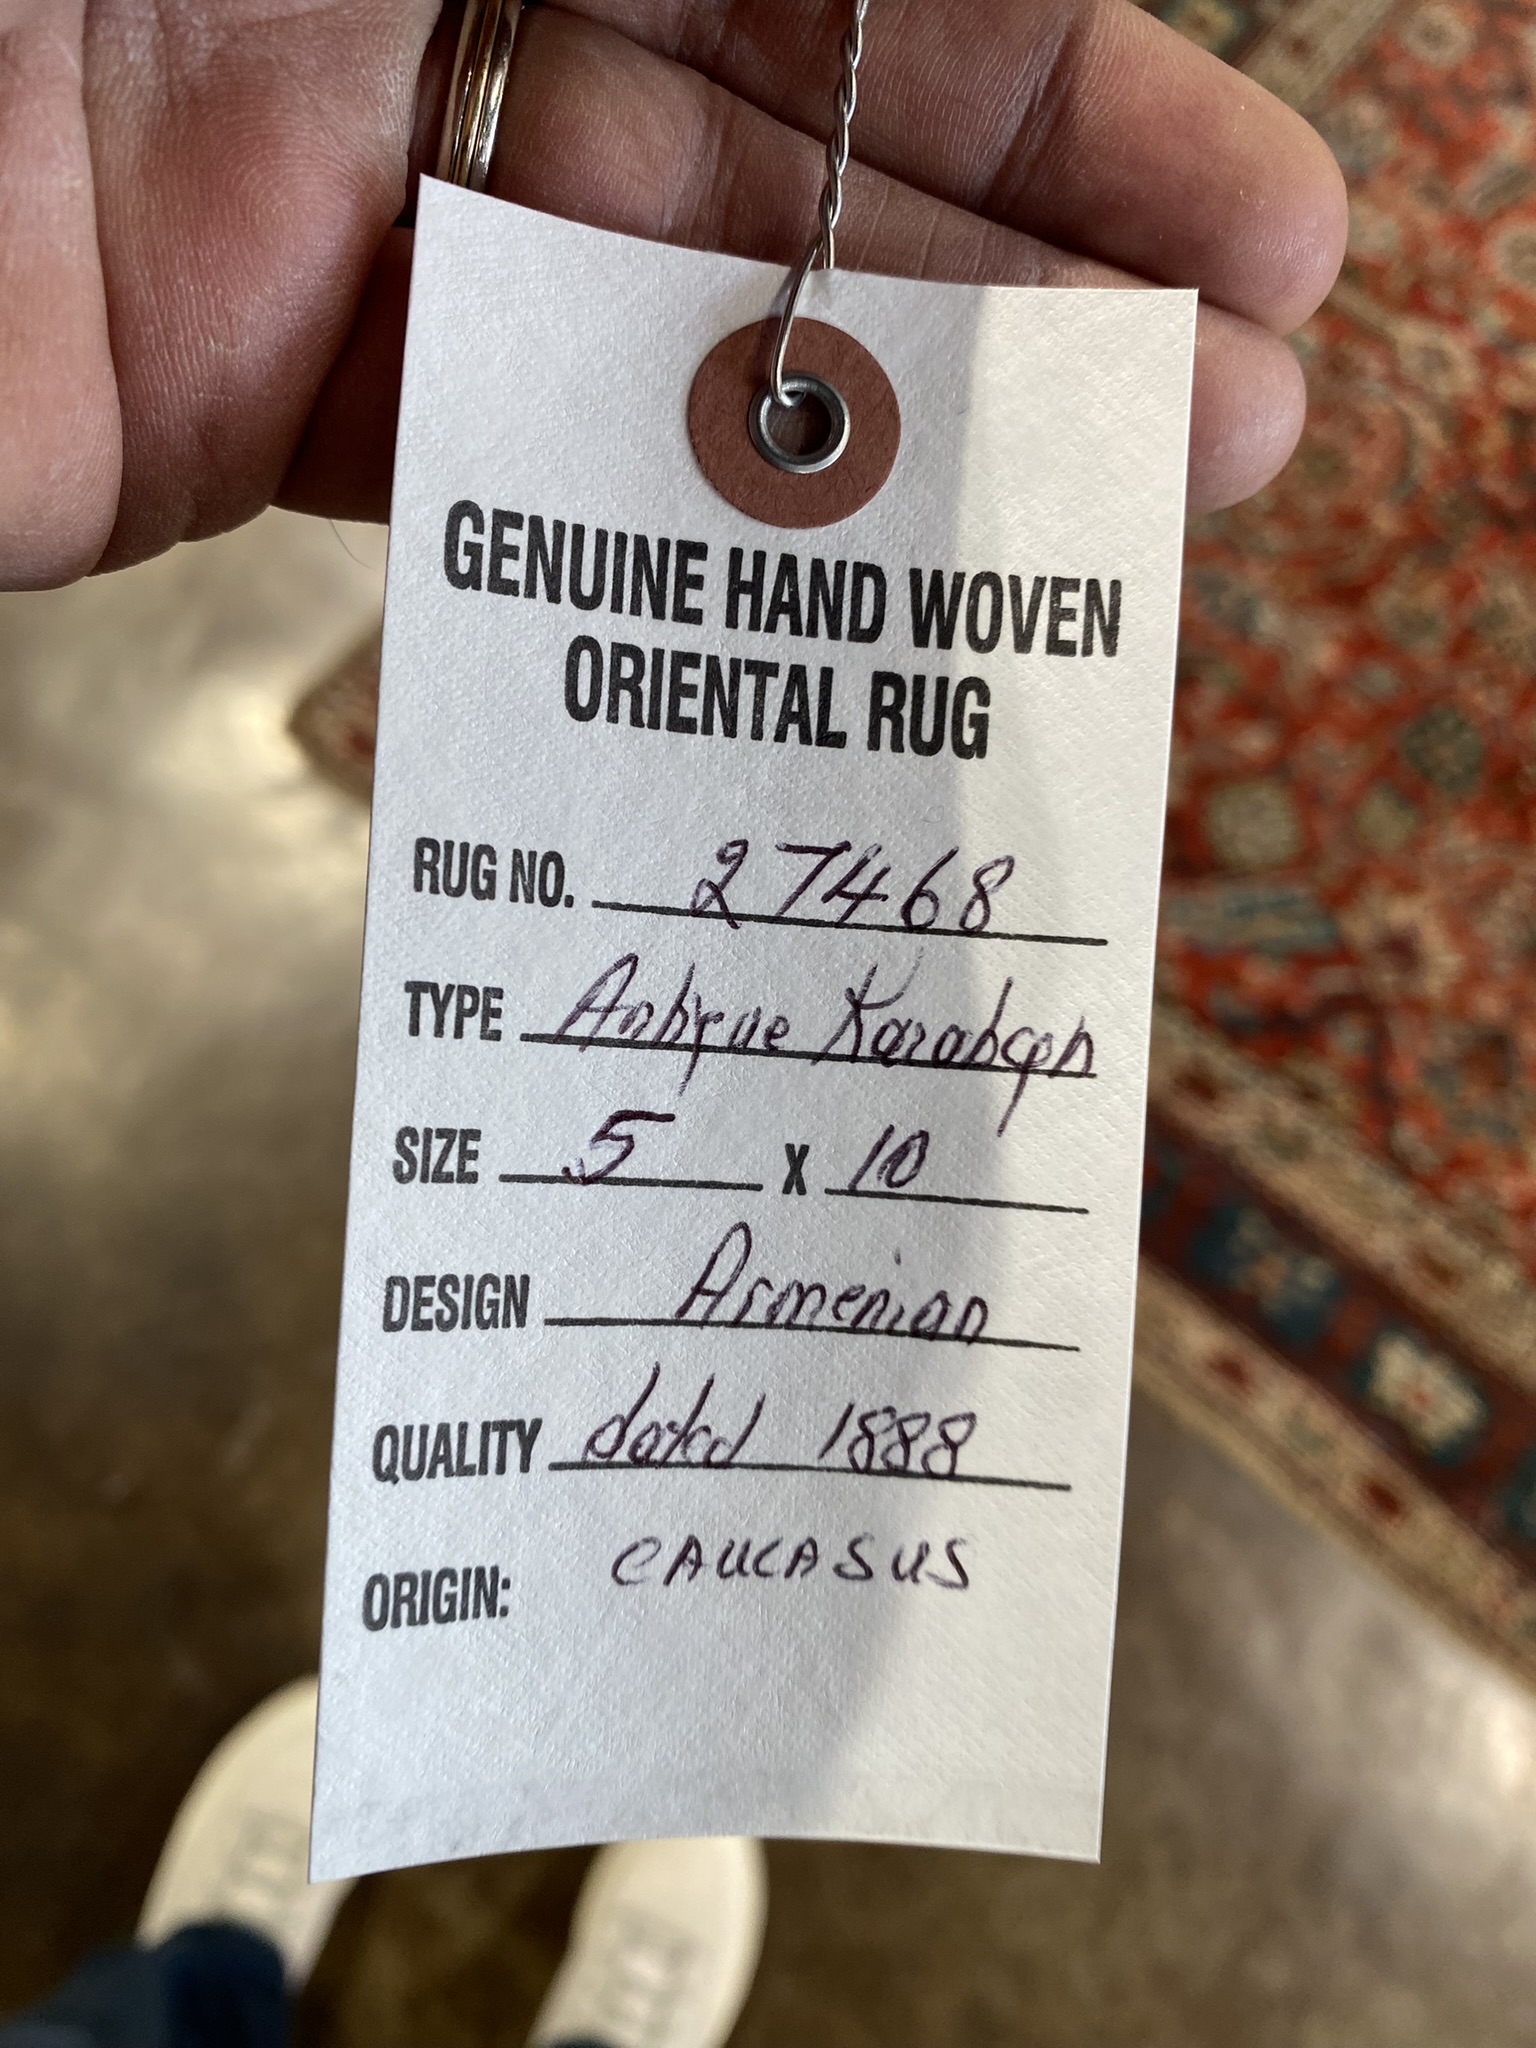 GENUINE HAND WOVEN
ORIENTAL RUG
RUG NO. 27468
TYPE Antique Karabagh
SIZE 5 X 10
DESIGN Armenian
QUALITY dated 1888
ORIGIN: CAUCASUS